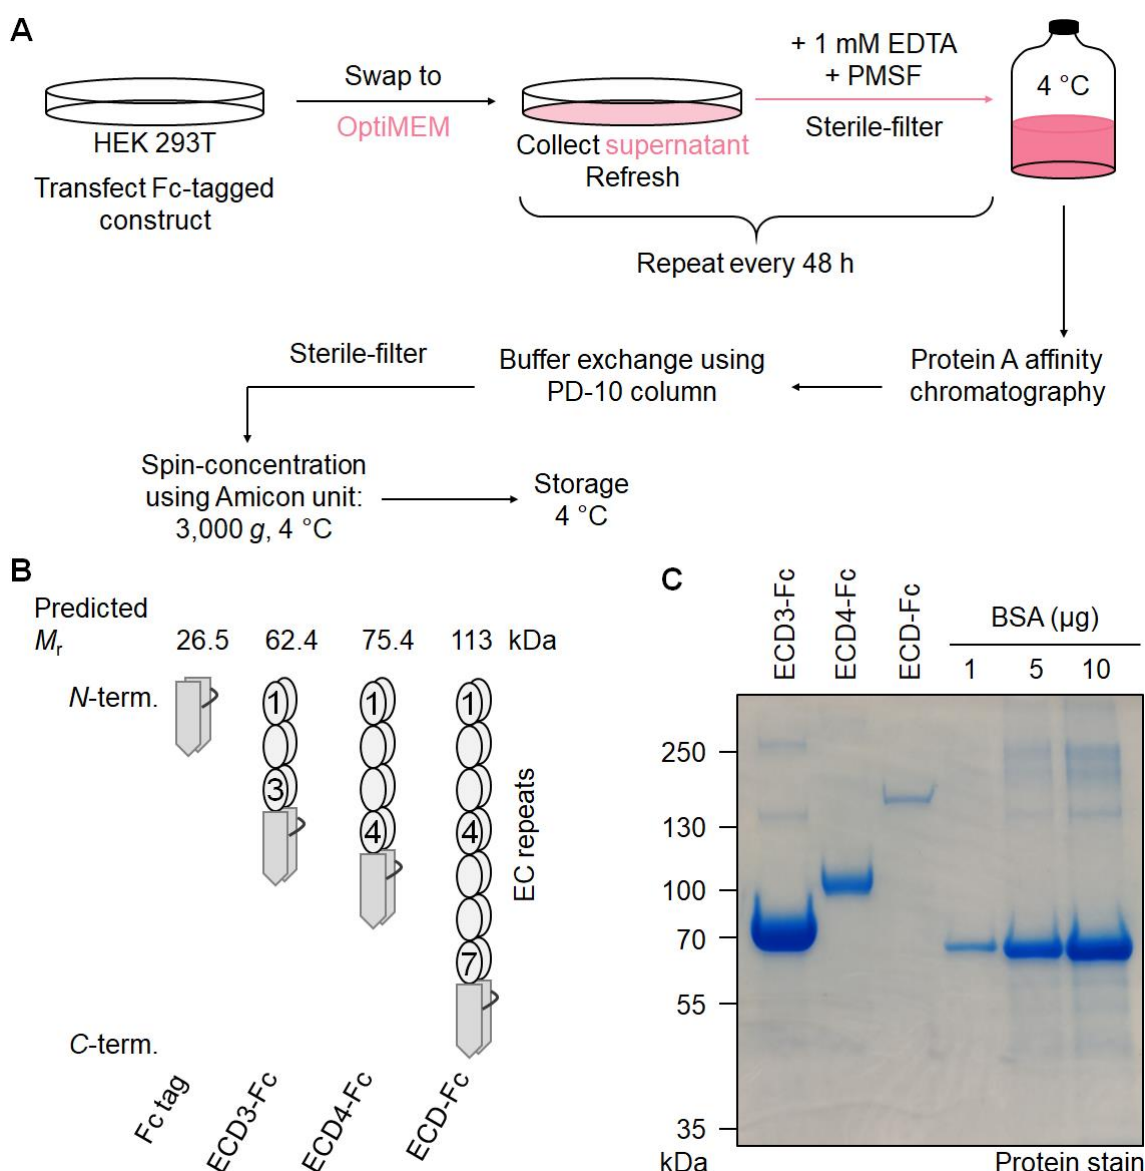 A
HEK 293T
Transfect Fc-tagged
construct
Swap to
OptiMEM
Collect supernatant
Refresh
+ 1 mM EDTA
+ PMSF
Sterile-filter
4 °C
Repeat every 48 h
Protein A affinity
chromatography
Buffer exchange using
PD-10 column
Sterile-filter
Spin-concentration
using Amicon unit:
3,000 g, 4 °C
Storage
4 °C
B
Predicted
Mr 26.5 62.4 75.4 113 kDa
N-term.
1 1 1
3
4 4
7
EC repeats
C-term.
Fc tag
ECD3-Fc
ECD4-Fc
ECD-Fc
C
ECD3-Fc
ECD4-Fc
ECD-Fc
BSA (µg)
1 5 10
250
130
100
70
55
35
kDa
Protein stain